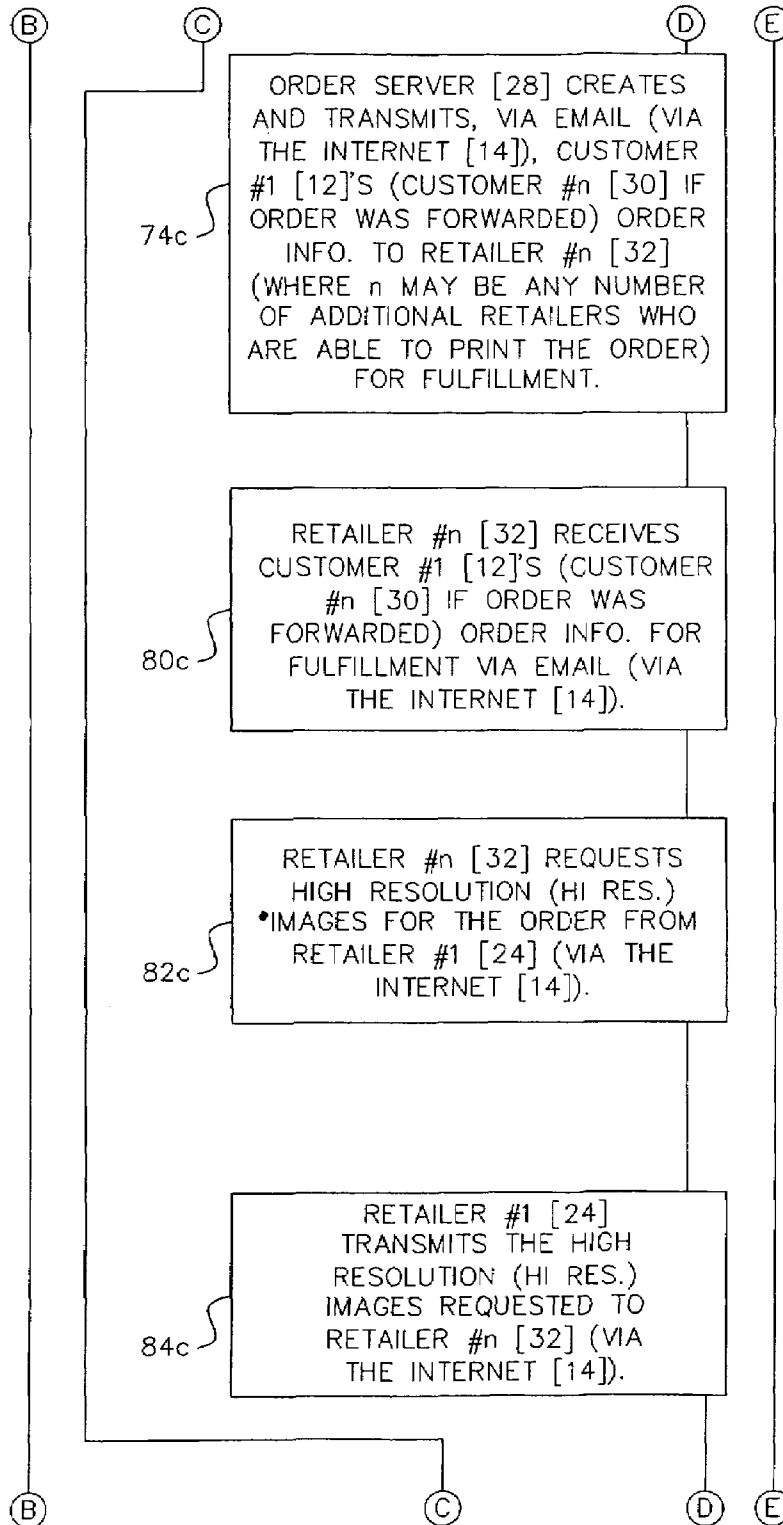 B C D E
ORDER SERVER [28] CREATES
AND TRANSMITS, VIA EMAIL (VIA
THE INTERNET [14]), CUSTOMER
#1 [12]'S (CUSTOMER #n [30] IF
ORDER WAS FORWARDED) ORDER
INFO. TO RETAILER #n [32]
(WHERE n MAY BE ANY NUMBER
OF ADDITIONAL RETAILERS WHO
ARE ABLE TO PRINT THE ORDER)
FOR FULFILLMENT.
74c
RETAILER #n [32] RECEIVES
CUSTOMER #1 [12]'S (CUSTOMER
#n [30] IF ORDER WAS
FORWARDED) ORDER INFO. FOR
FULFILLMENT VIA EMAIL (VIA
THE INTERNET [14]).
80c
RETAILER #n [32] REQUESTS
HIGH RESOLUTION (HI RES.)
•IMAGES FOR THE ORDER FROM
RETAILER #1 [24] (VIA THE
INTERNET [14]).
82c
RETAILER #1 [24]
TRANSMITS THE HIGH
RESOLUTION (HI RES.)
IMAGES REQUESTED TO
RETAILER #n [32] (VIA
THE INTERNET [14]).
84c
B C D E